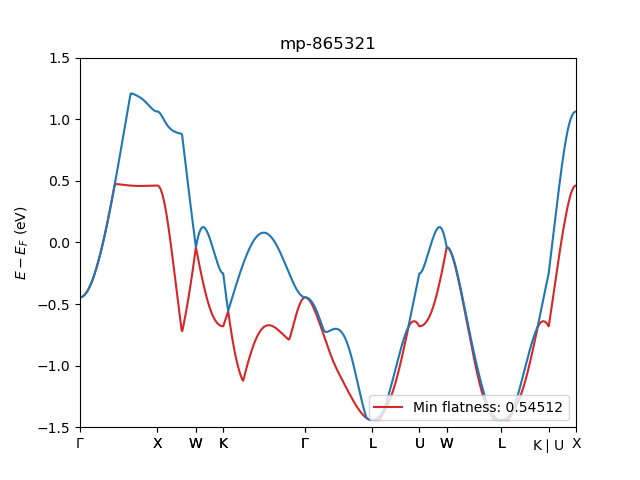 mp-865321
E − E_F (eV)
1.5
1.0
0.5
0.0
−0.5
−1.0
−1.5
Min flatness: 0.54512
Γ X W K Γ L U W L K | U X